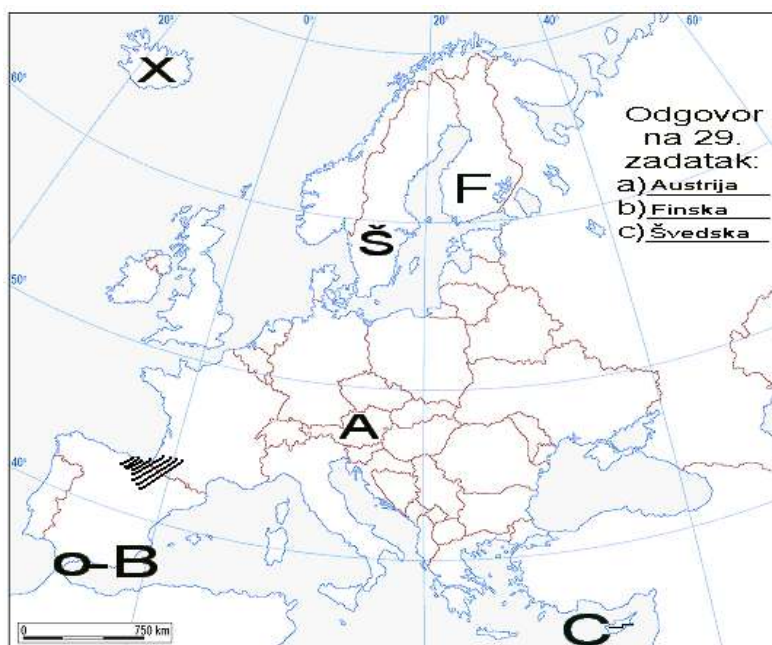 20°
0°
20°
40°
60°
60°
X
Odgovor
na 29.
zadatak:
a) Austrija
b) Finska
c) Švedska
F
Š
50°
A
40°
o-B
C
0 750 km